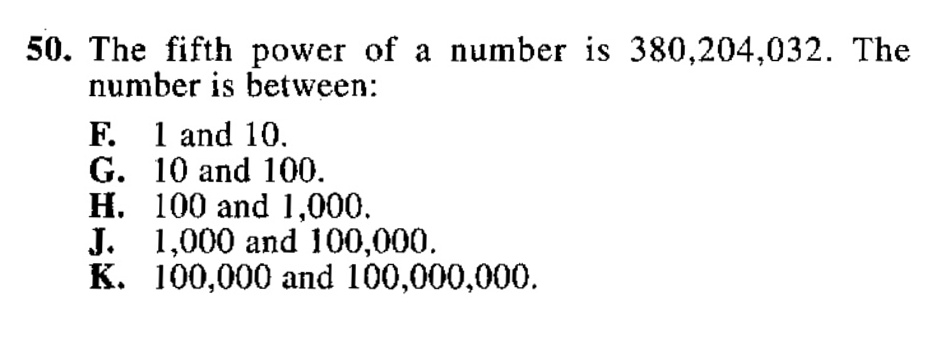 50. The fifth power of a number is 380,204,032. The
number is between:
F. 1 and 10.
G. 10 and 100.
H. 100 and 1,000.
J. 1,000 and 100,000.
K. 100,000 and 100,000,000.